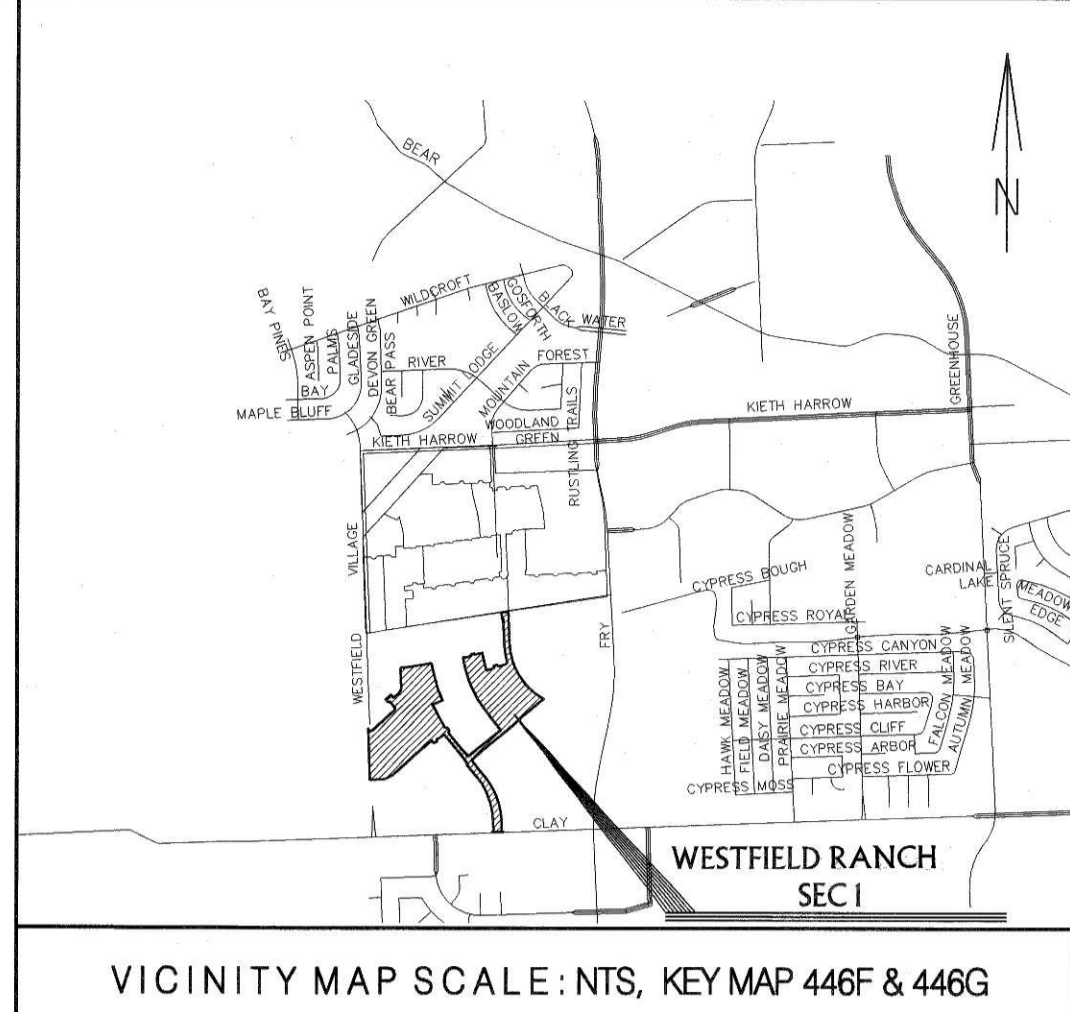 BEAR
N
BAY PINES
ASPEN POINT
PALMS
GLADESIDE
DEVON GREEN
BEAR PASS
WILDCROFT
BASLOW
GOSFORTH
BLACK WATER
GREENHOUSE
RIVER
SUMMIT LODGE
MOUNTAIN
FOREST
BAY
MAPLE BLUFF
WOODLAND
GREEN
RUSTLING TRAILS
KIETH HARROW
KIETH HARROW
VILLAGE
WESTFIELD
FRY
CYPRESS BOUGH
GARDEN MEADOW
CARDINAL
LAKE
SILENT SPRUCE
MEADOW
EDGE
CYPRESS ROYAL
CYPRESS CANYON
CYPRESS RIVER
CYPRESS BAY
CYPRESS HARBOR
CYPRESS CLIFF
CYPRESS ARBOR
CYPRESS FLOWER
CYPRESS MOSS
HAWK MEADOW
FIELD MEADOW
DAISY MEADOW
PRAIRIE MEADOW
FALCON MEADOW
AUTUMN MEADOW
CLAY
WESTFIELD RANCH
SEC 1
VICINITY MAP SCALE: NTS, KEY MAP 446F & 446G